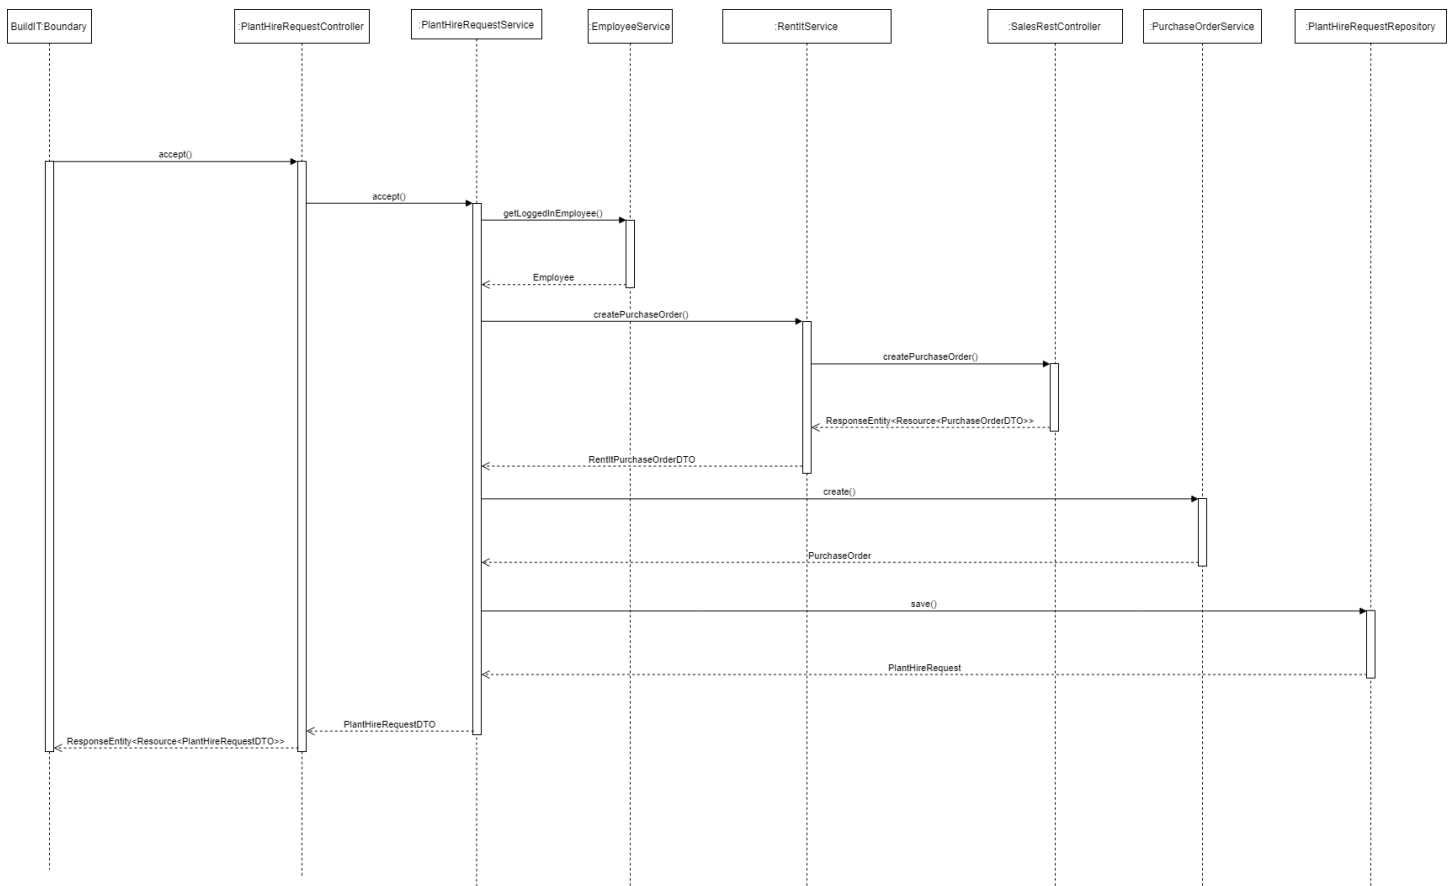 BuildIT:Boundary
:PlantHireRequestController
:PlantHireRequestService
:EmployeeService
:RentItService
:SalesRestController
:PurchaseOrderService
:PlantHireRequestRepository
accept()
accept()
getLoggedInEmployee()
Employee
createPurchaseOrder()
createPurchaseOrder()
ResponseEntity<Resource<PurchaseOrderDTO>>
RentItPurchaseOrderDTO
create()
PurchaseOrder
save()
PlantHireRequest
PlantHireRequestDTO
ResponseEntity<Resource<PlantHireRequestDTO>>